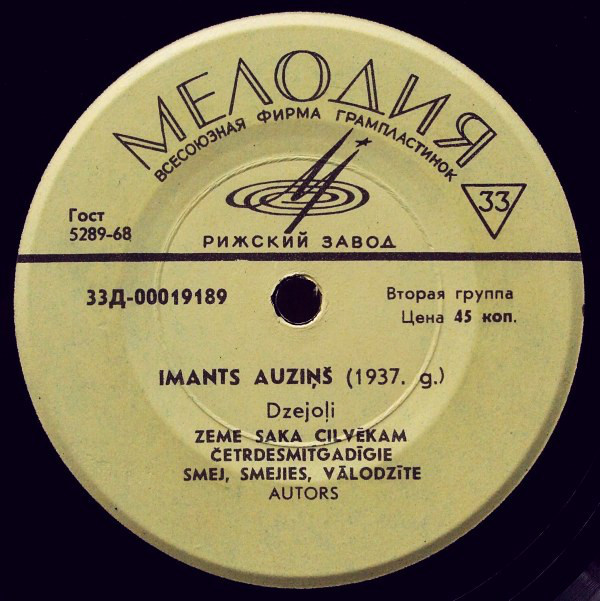 МЕЛОДИЯ
ВСЕСОЮЗНАЯ ФИРМА ГРАМПЛАСТИНОК
33
Гост
5289-68
РИЖСКИЙ ЗАВОД
33Д-00019189
Вторая группа
Цена 45 коп.
IMANTS AUZIŅŠ (1937. g.)
Dzejoļi
ZEME SAKA CILVĒKAM
ČETRDESMITGADĪGIE
SMEJ, SMEJIES, VĀLODZĪTE
AUTORS